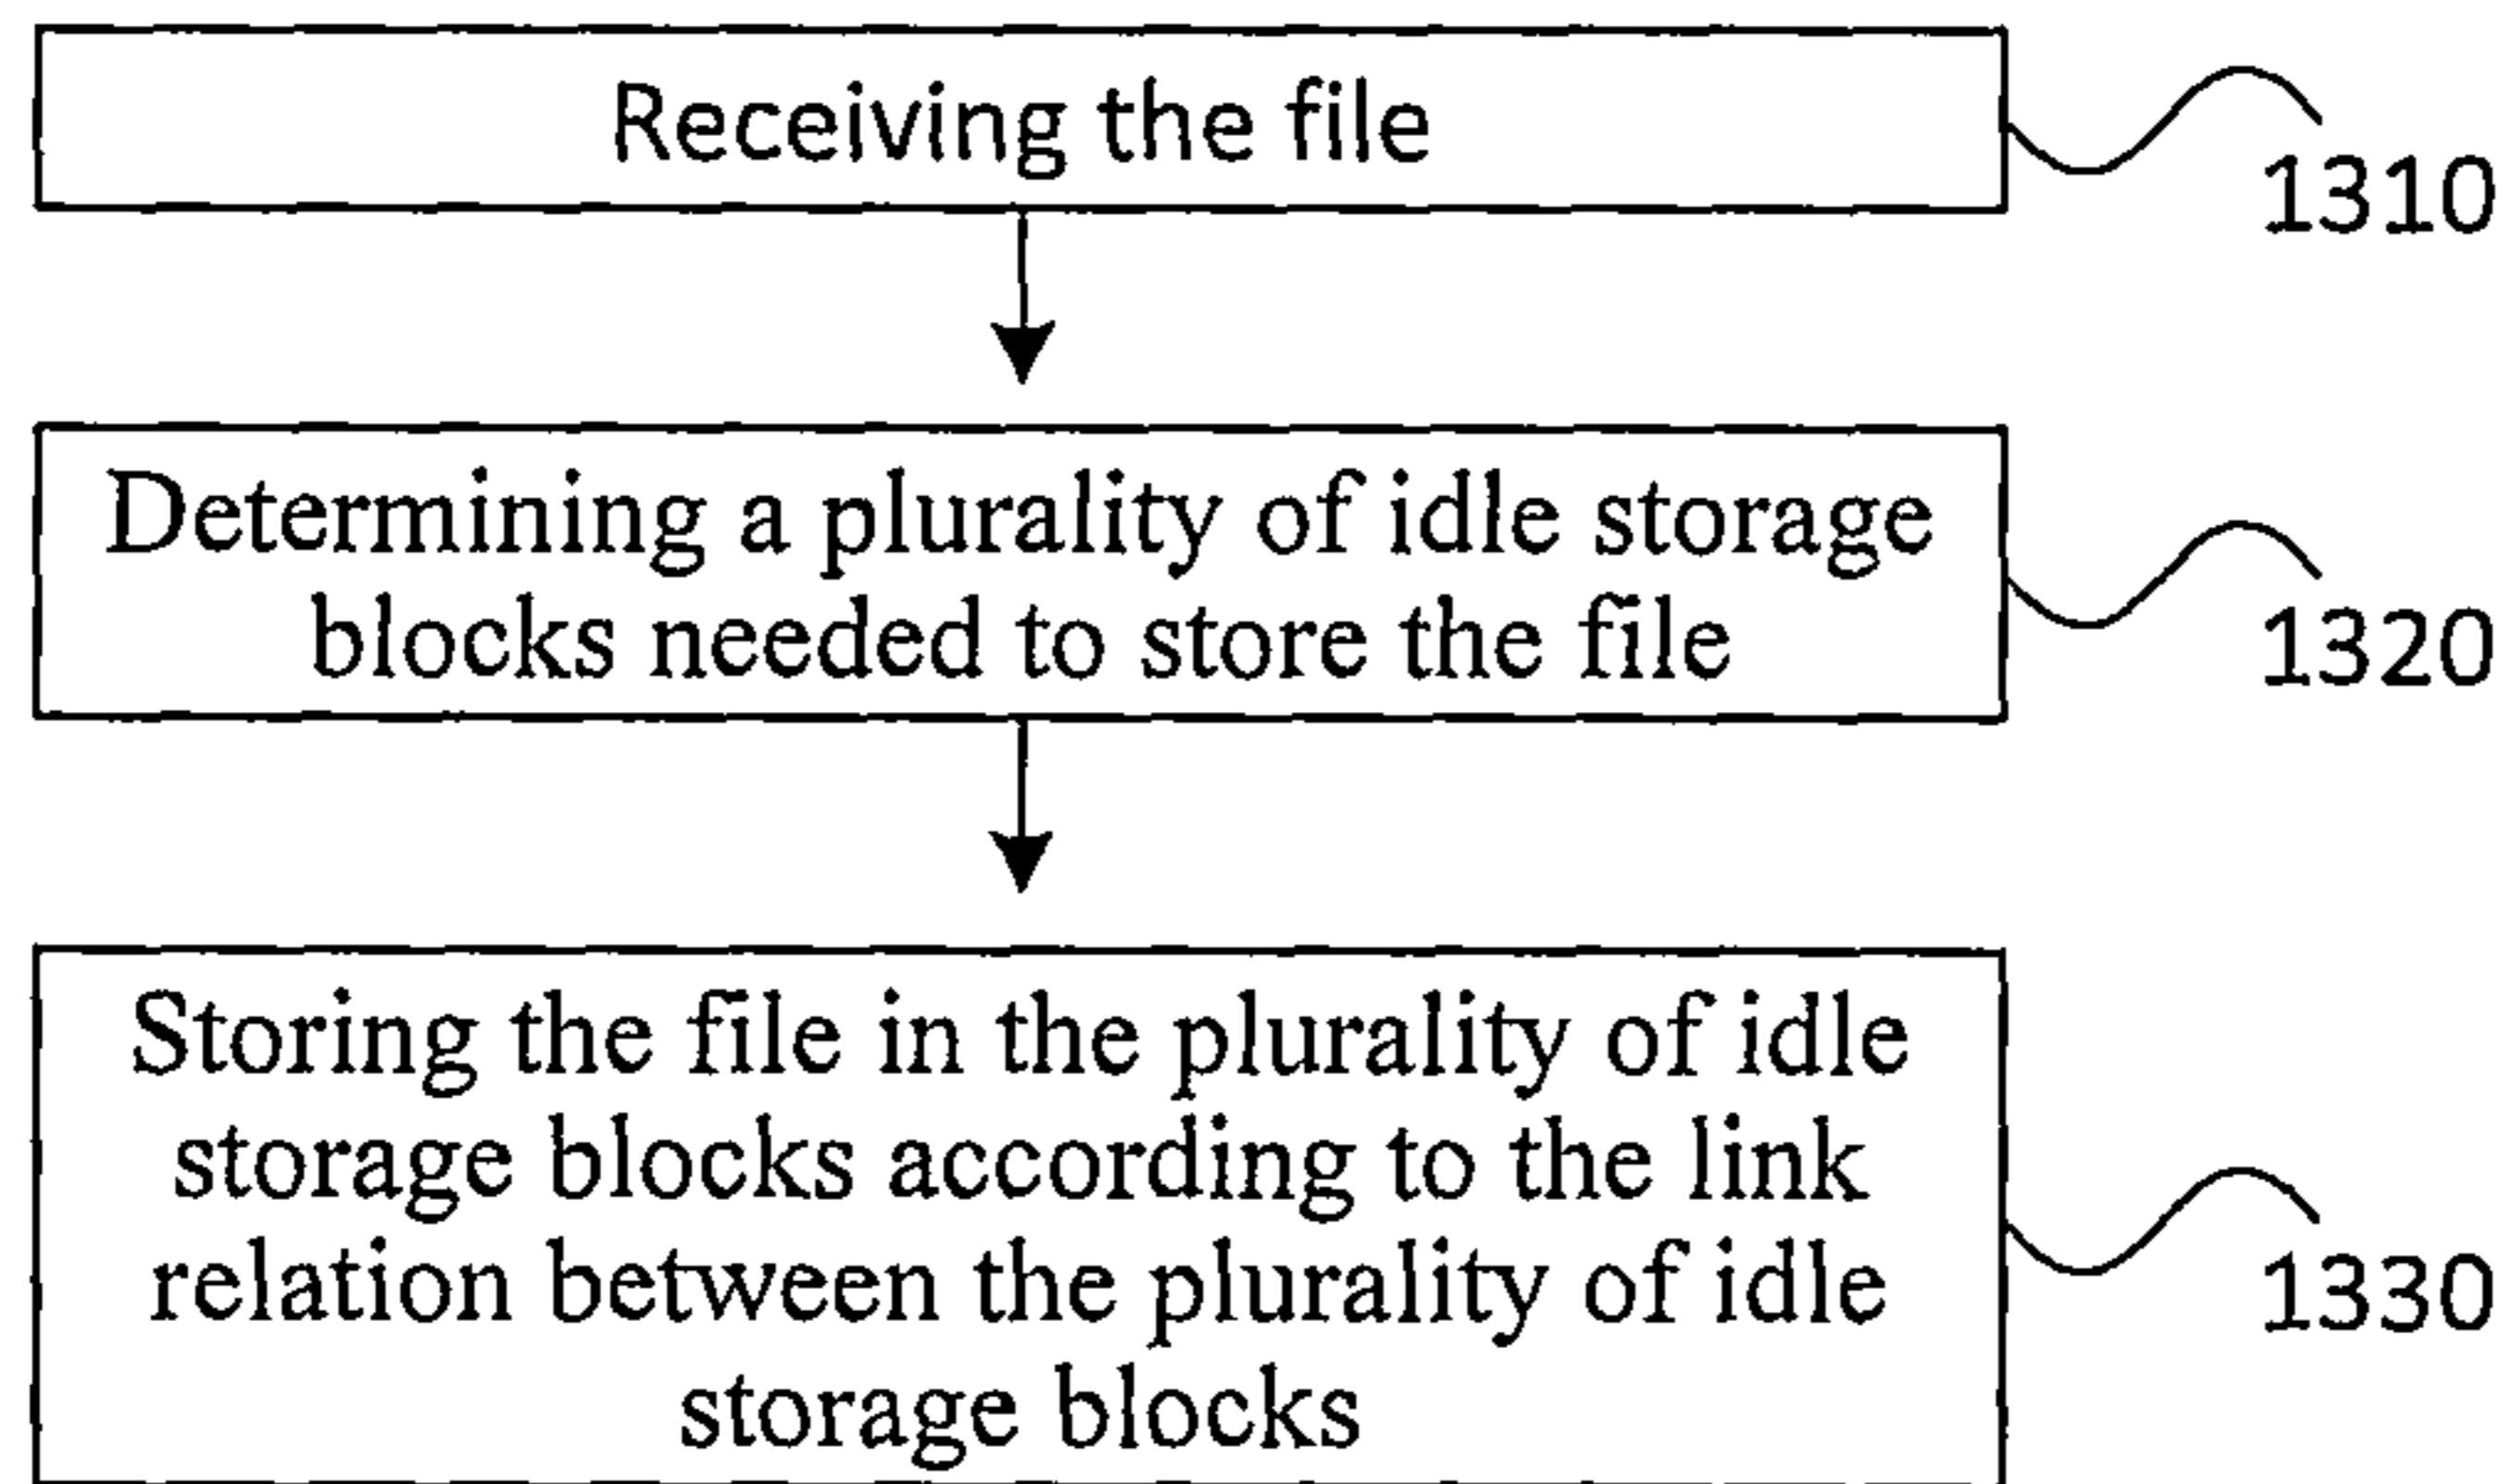 Receiving the file
1310
Determining a plurality of idle storage
blocks needed to store the file
1320
Storing the file in the plurality of idle
storage blocks according to the link
relation between the plurality of idle
storage blocks
1330